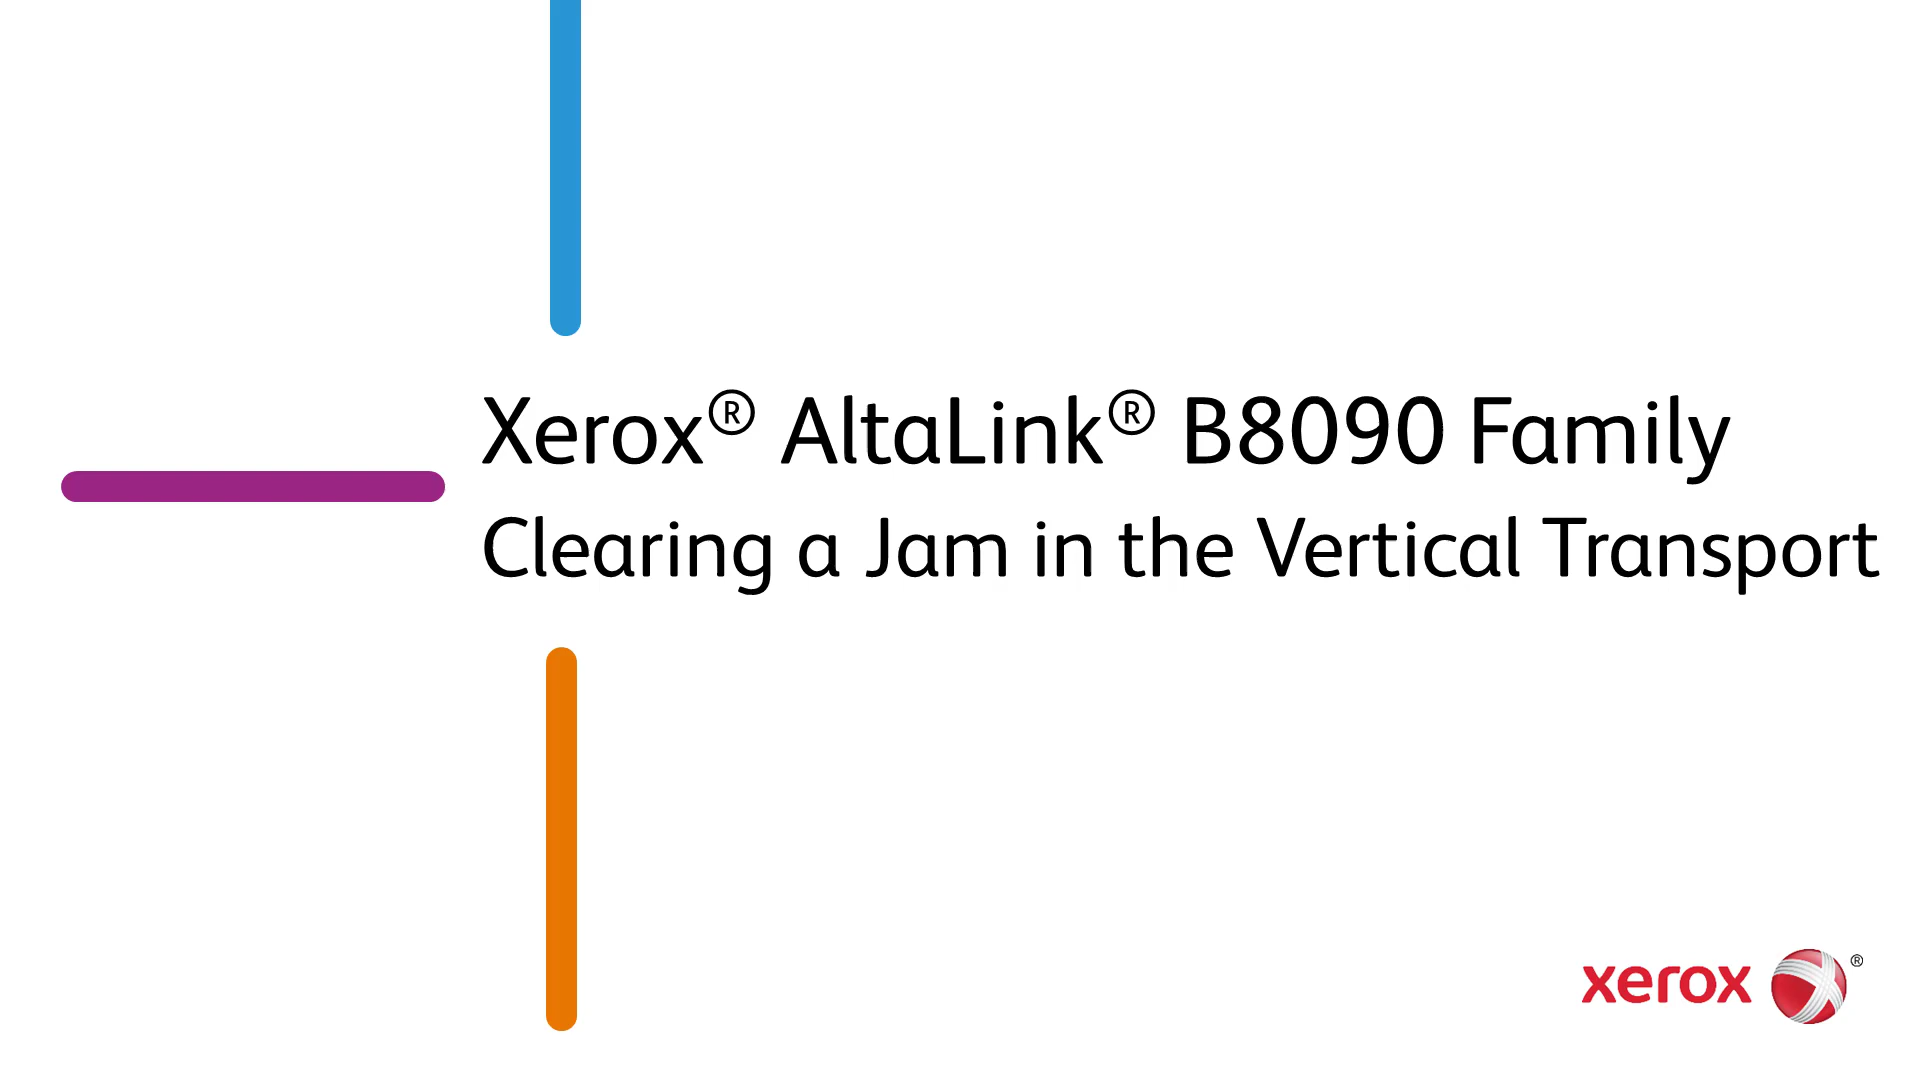 Xerox® AltaLink® B8090 Family
Clearing a Jam in the Vertical Transport
xerox ®